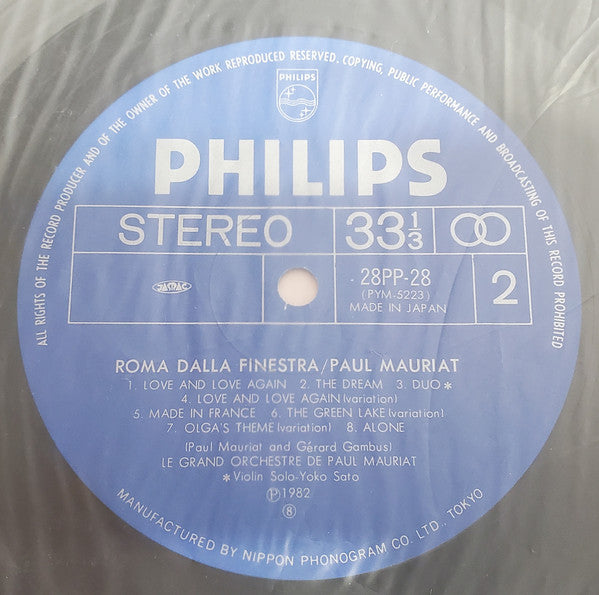 ALL RIGHTS OF THE RECORD PRODUCER AND OF THE OWNER OF THE WORK REPRODUCED RESERVED. COPYING, PUBLIC PERFORMANCE AND BROADCASTING OF THIS RECORD PROHIBITED
PHILIPS
PHILIPS
STEREO 33 1/3
JASRAC 28PP-28 2
(PYM-5223)
MADE IN JAPAN
ROMA DALLA FINESTRA/PAUL MAURIAT
1. LOVE AND LOVE AGAIN 2. THE DREAM 3. DUO*
4. LOVE AND LOVE AGAIN(variation)
5. MADE IN FRANCE 6. THE GREEN LAKE(variation)
7. OLGA'S THEME(variation) 8. ALONE
(Paul Mauriat and Gérard Gambus)
LE GRAND ORCHESTRE DE PAUL MAURIAT
*Violin Solo-Yoko Sato
Ⓟ1982
⑧
MANUFACTURED BY NIPPON PHONOGRAM CO. LTD., TOKYO